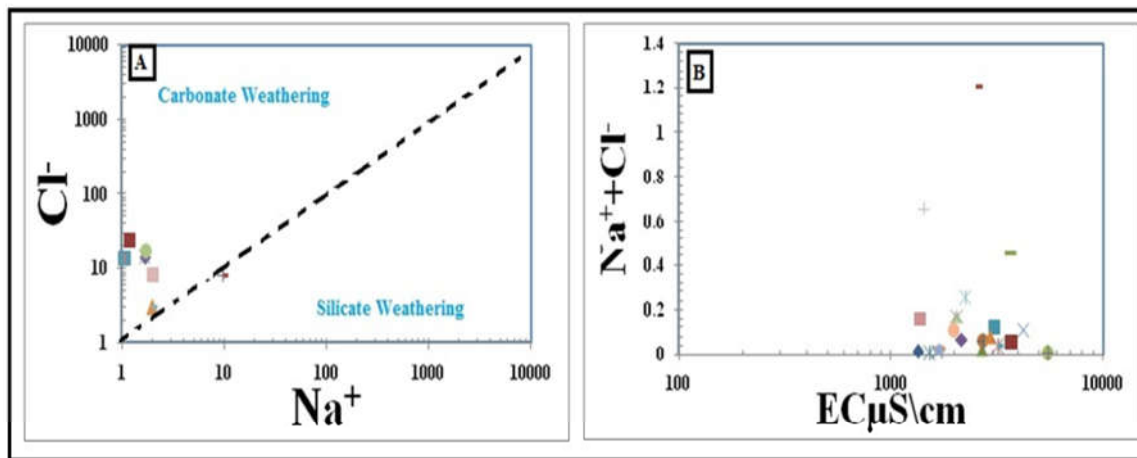 A
Cl⁻
10000
1000
100
10
1
Carbonate Weathering
Silicate Weathering
1 10 100 1000 10000
Na⁺
B
Na⁺+Cl⁻
1.4
1.2
1
0.8
0.6
0.4
0.2
0
100 1000 10000
ECµS\cm